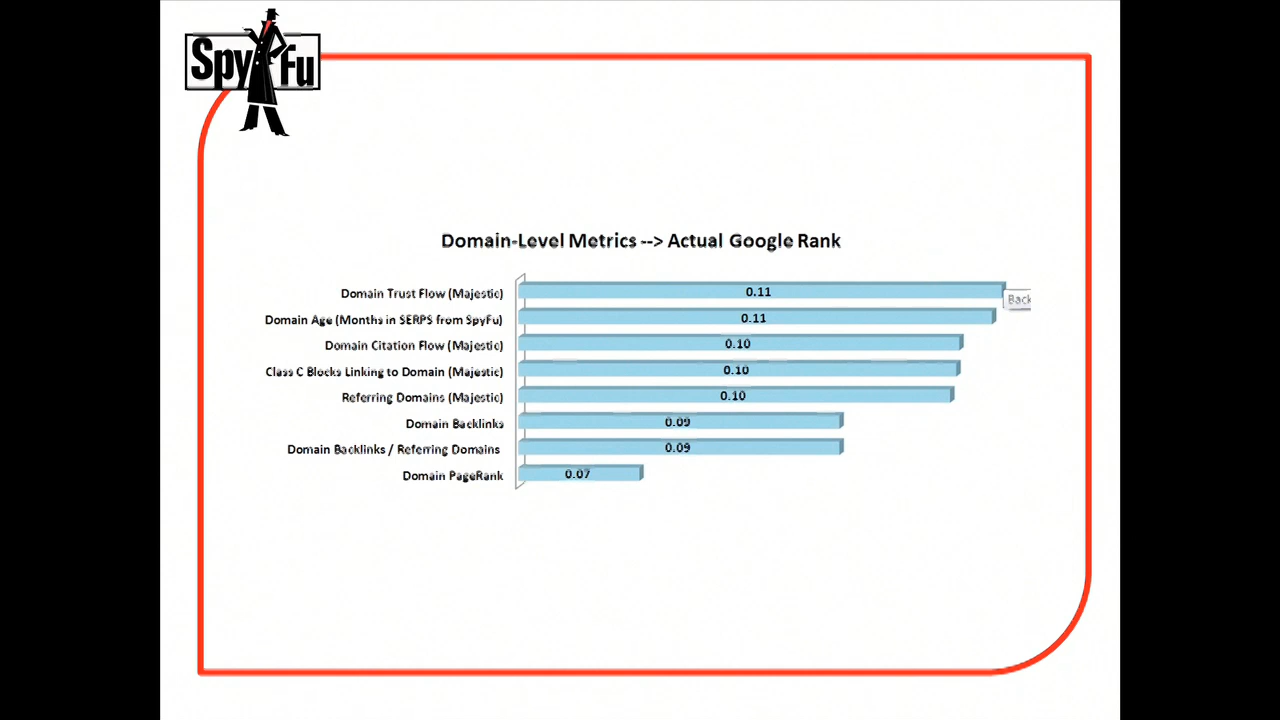 SpyFu
Domain-Level Metrics --> Actual Google Rank
Domain Trust Flow (Majestic) 0.11
Back
Domain Age (Months in SERPS from SpyFu) 0.11
Domain Citation Flow (Majestic) 0.10
Class C Blocks Linking to Domain (Majestic) 0.10
Referring Domains (Majestic) 0.10
Domain Backlinks 0.09
Domain Backlinks / Referring Domains 0.09
Domain PageRank 0.07